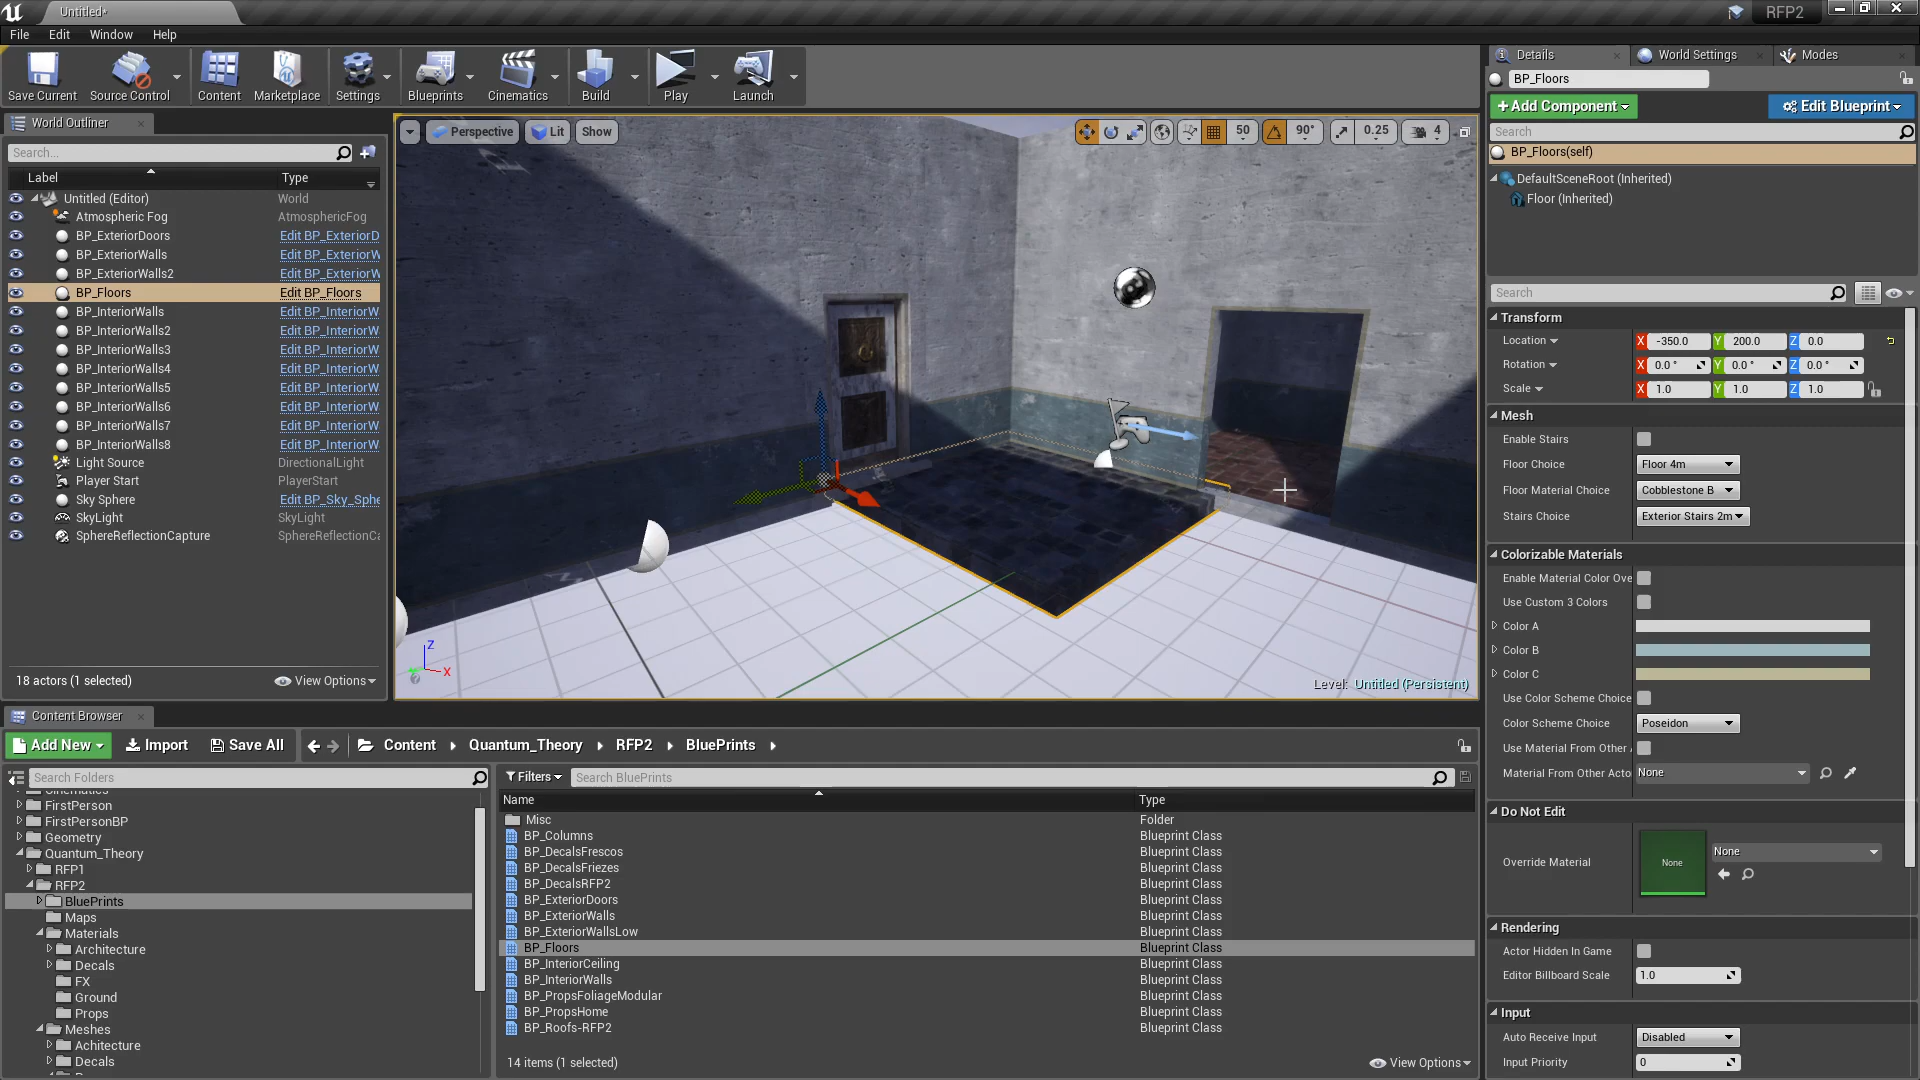 Untitled*
RFP2
File Edit Window Help
Save Current Source Control Content Marketplace Settings Blueprints Cinematics Build Play Launch
World Outliner
Search...
Label Type
Untitled (Editor) World
Atmospheric Fog AtmosphericFog
BP_ExteriorDoors Edit BP_ExteriorD
BP_ExteriorWalls Edit BP_ExteriorW
BP_ExteriorWalls2 Edit BP_ExteriorW
BP_Floors Edit BP_Floors
BP_InteriorWalls Edit BP_InteriorW
BP_InteriorWalls2 Edit BP_InteriorW
BP_InteriorWalls3 Edit BP_InteriorW
BP_InteriorWalls4 Edit BP_InteriorW
BP_InteriorWalls5 Edit BP_InteriorW
BP_InteriorWalls6 Edit BP_InteriorW
BP_InteriorWalls7 Edit BP_InteriorW
BP_InteriorWalls8 Edit BP_InteriorW
Light Source DirectionalLight
Player Start PlayerStart
Sky Sphere Edit BP_Sky_Sphe
SkyLight SkyLight
SphereReflectionCapture SphereReflectionCa
18 actors (1 selected) View Options
Perspective Lit Show 50 90° 0.25 4
Z
X
Level: Untitled (Persistent)
Details World Settings Modes
BP_Floors
+Add Component Edit Blueprint
Search
BP_Floors(self)
DefaultSceneRoot (Inherited)
Floor (Inherited)
Search
Transform
Location X -350.0 Y 200.0 Z 0.0
Rotation X 0.0 ° Y 0.0 ° Z 0.0 °
Scale X 1.0 Y 1.0 Z 1.0
Mesh
Enable Stairs
Floor Choice Floor 4m
Floor Material Choice Cobblestone B
Stairs Choice Exterior Stairs 2m
Colorizable Materials
Enable Material Color Ove
Use Custom 3 Colors
Color A
Color B
Color C
Use Color Scheme Choice
Color Scheme Choice Poseidon
Use Material From Other
Material From Other Acto None
Do Not Edit
Override Material None None
Rendering
Actor Hidden In Game
Editor Billboard Scale 1.0
Input
Auto Receive Input Disabled
Input Priority 0
Content Browser
Add New Import Save All Content Quantum_Theory RFP2 BluePrints
Search Folders
Cinematics
FirstPerson
FirstPersonBP
Geometry
Quantum_Theory
RFP1
RFP2
BluePrints
Maps
Materials
Architecture
Decals
FX
Ground
Props
Meshes
Achitecture
Decals
Filters Search BluePrints
Name Type
Misc Folder
BP_Columns Blueprint Class
BP_DecalsFrescos Blueprint Class
BP_DecalsFriezes Blueprint Class
BP_DecalsRFP2 Blueprint Class
BP_ExteriorDoors Blueprint Class
BP_ExteriorWalls Blueprint Class
BP_ExteriorWallsLow Blueprint Class
BP_Floors Blueprint Class
BP_InteriorCeiling Blueprint Class
BP_InteriorWalls Blueprint Class
BP_PropsFoliageModular Blueprint Class
BP_PropsHome Blueprint Class
BP_Roofs-RFP2 Blueprint Class
14 items (1 selected) View Options